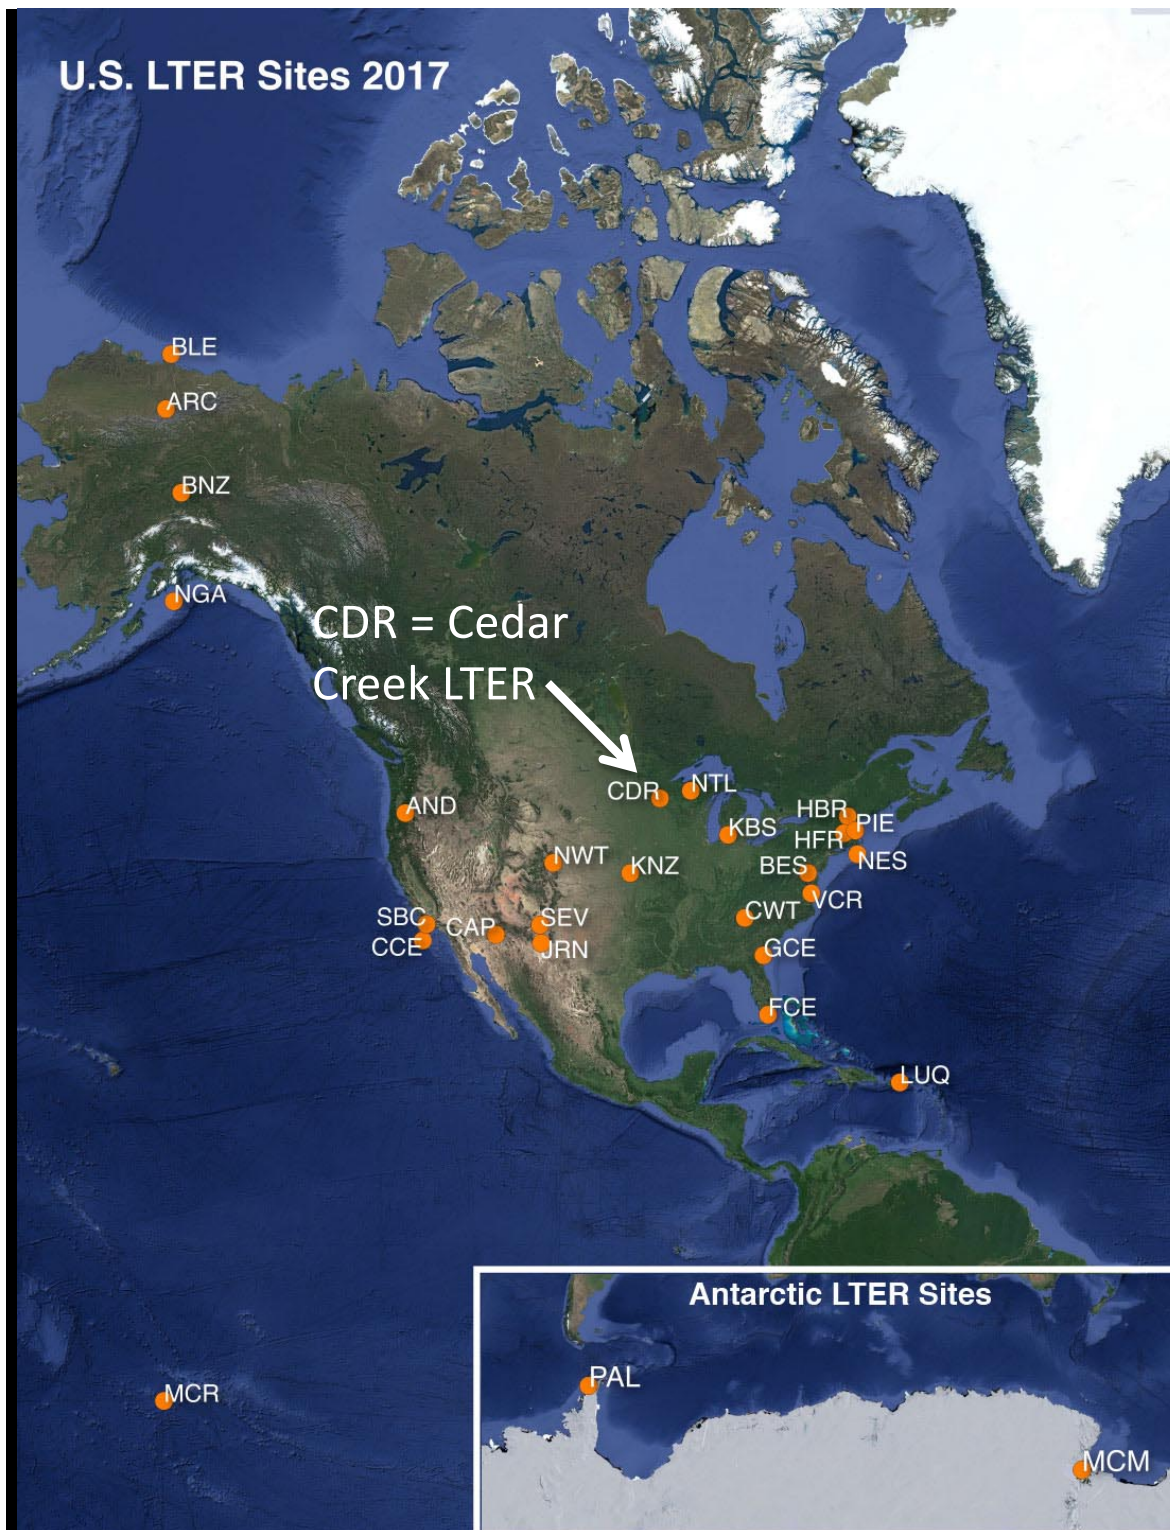 U.S. LTER Sites 2017
BLE
ARC
BNZ
NGA
CDR = Cedar
Creek LTER
CDR
NTL
AND
HBR
PIE
KBS
HFR
NWT
KNZ
BES
NES
VCR
SBC
CAP
SEV
CWT
CCE
JRN
GCE
FCE
LUQ
Antarctic LTER Sites
PAL
MCR
MCM